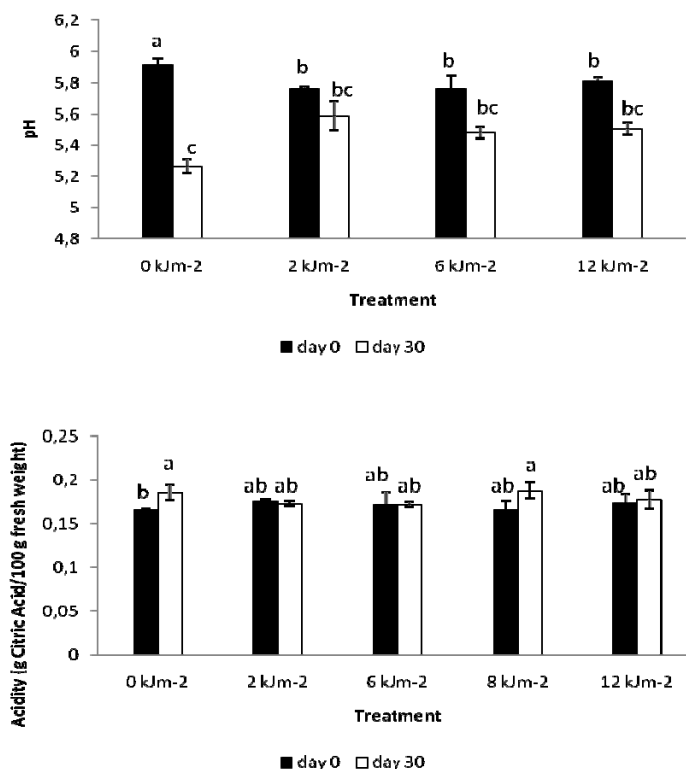 6,2
6
5,8
5,6
5,4
5,2
5
4,8
pH
a
c
b
bc
b
bc
b
bc
0 kJm-2 2 kJm-2 6 kJm-2 12 kJm-2
Treatment
day 0 day 30
0,25
0,2
0,15
0,1
0,05
0
Acidity (g Citric Acid/100 g fresh weight)
b
a
ab ab
ab
ab
ab
a
ab
ab
0 kJm-2 2 kJm-2 6 kJm-2 8 kJm-2 12 kJm-2
Treatment
day 0 day 30